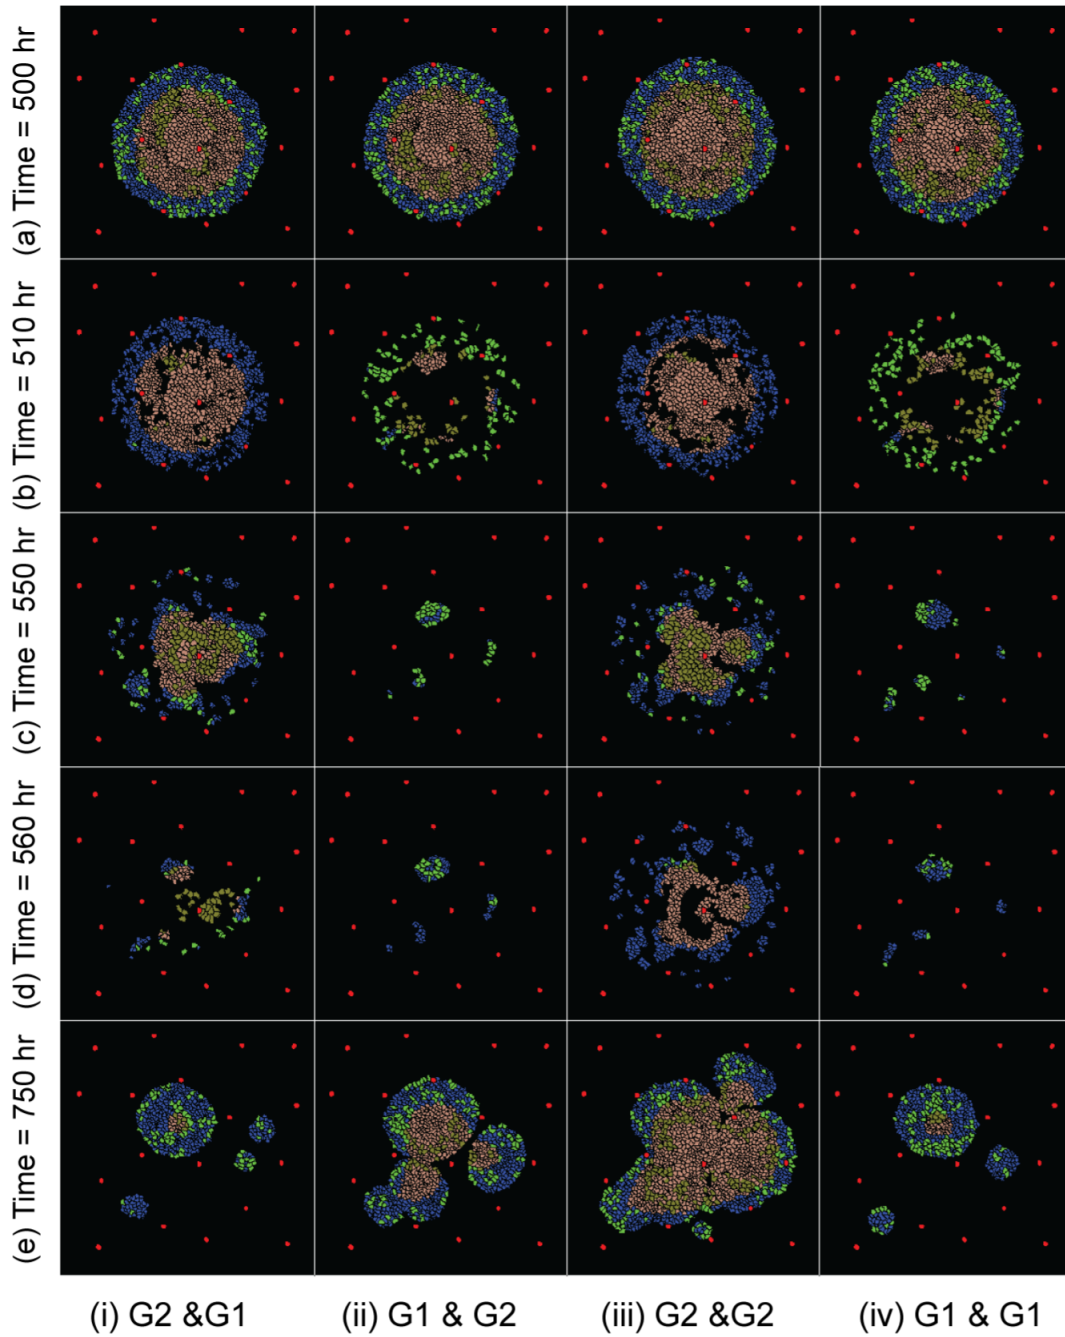 (a) Time = 500 hr
(b) Time = 510 hr
(c) Time = 550 hr
(d) Time = 560 hr
(e) Time = 750 hr
(i) G2 &G1
(ii) G1 & G2
(iii) G2 &G2
(iv) G1 & G1